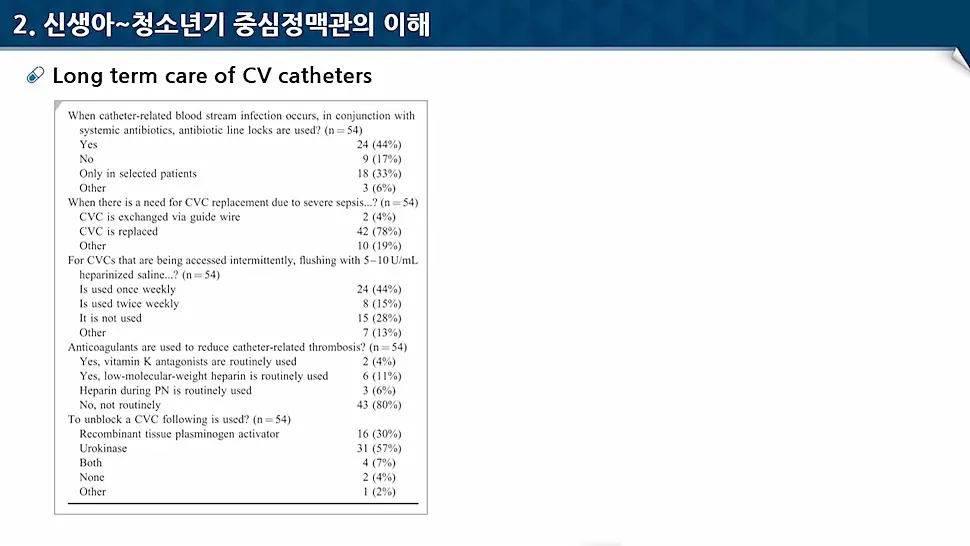 2. 신생아~청소년기 중심정맥관의 이해
Long term care of CV catheters
When catheter-related blood stream infection occurs, in conjunction with
systemic antibiotics, antibiotic line locks are used? (n = 54)
Yes 24 (44%)
No 9 (17%)
Only in selected patients 18 (33%)
Other 3 (6%)
When there is a need for CVC replacement due to severe sepsis...? (n = 54)
CVC is exchanged via guide wire 2 (4%)
CVC is replaced 42 (78%)
Other 10 (19%)
For CVCs that are being accessed intermittently, flushing with 5–10 U/mL
heparinized saline...? (n = 54)
Is used once weekly 24 (44%)
Is used twice weekly 8 (15%)
It is not used 15 (28%)
Other 7 (13%)
Anticoagulants are used to reduce catheter-related thrombosis? (n = 54)
Yes, vitamin K antagonists are routinely used 2 (4%)
Yes, low-molecular-weight heparin is routinely used 6 (11%)
Heparin during PN is routinely used 3 (6%)
No, not routinely 43 (80%)
To unblock a CVC following is used? (n = 54)
Recombinant tissue plasminogen activator 16 (30%)
Urokinase 31 (57%)
Both 4 (7%)
None 2 (4%)
Other 1 (2%)